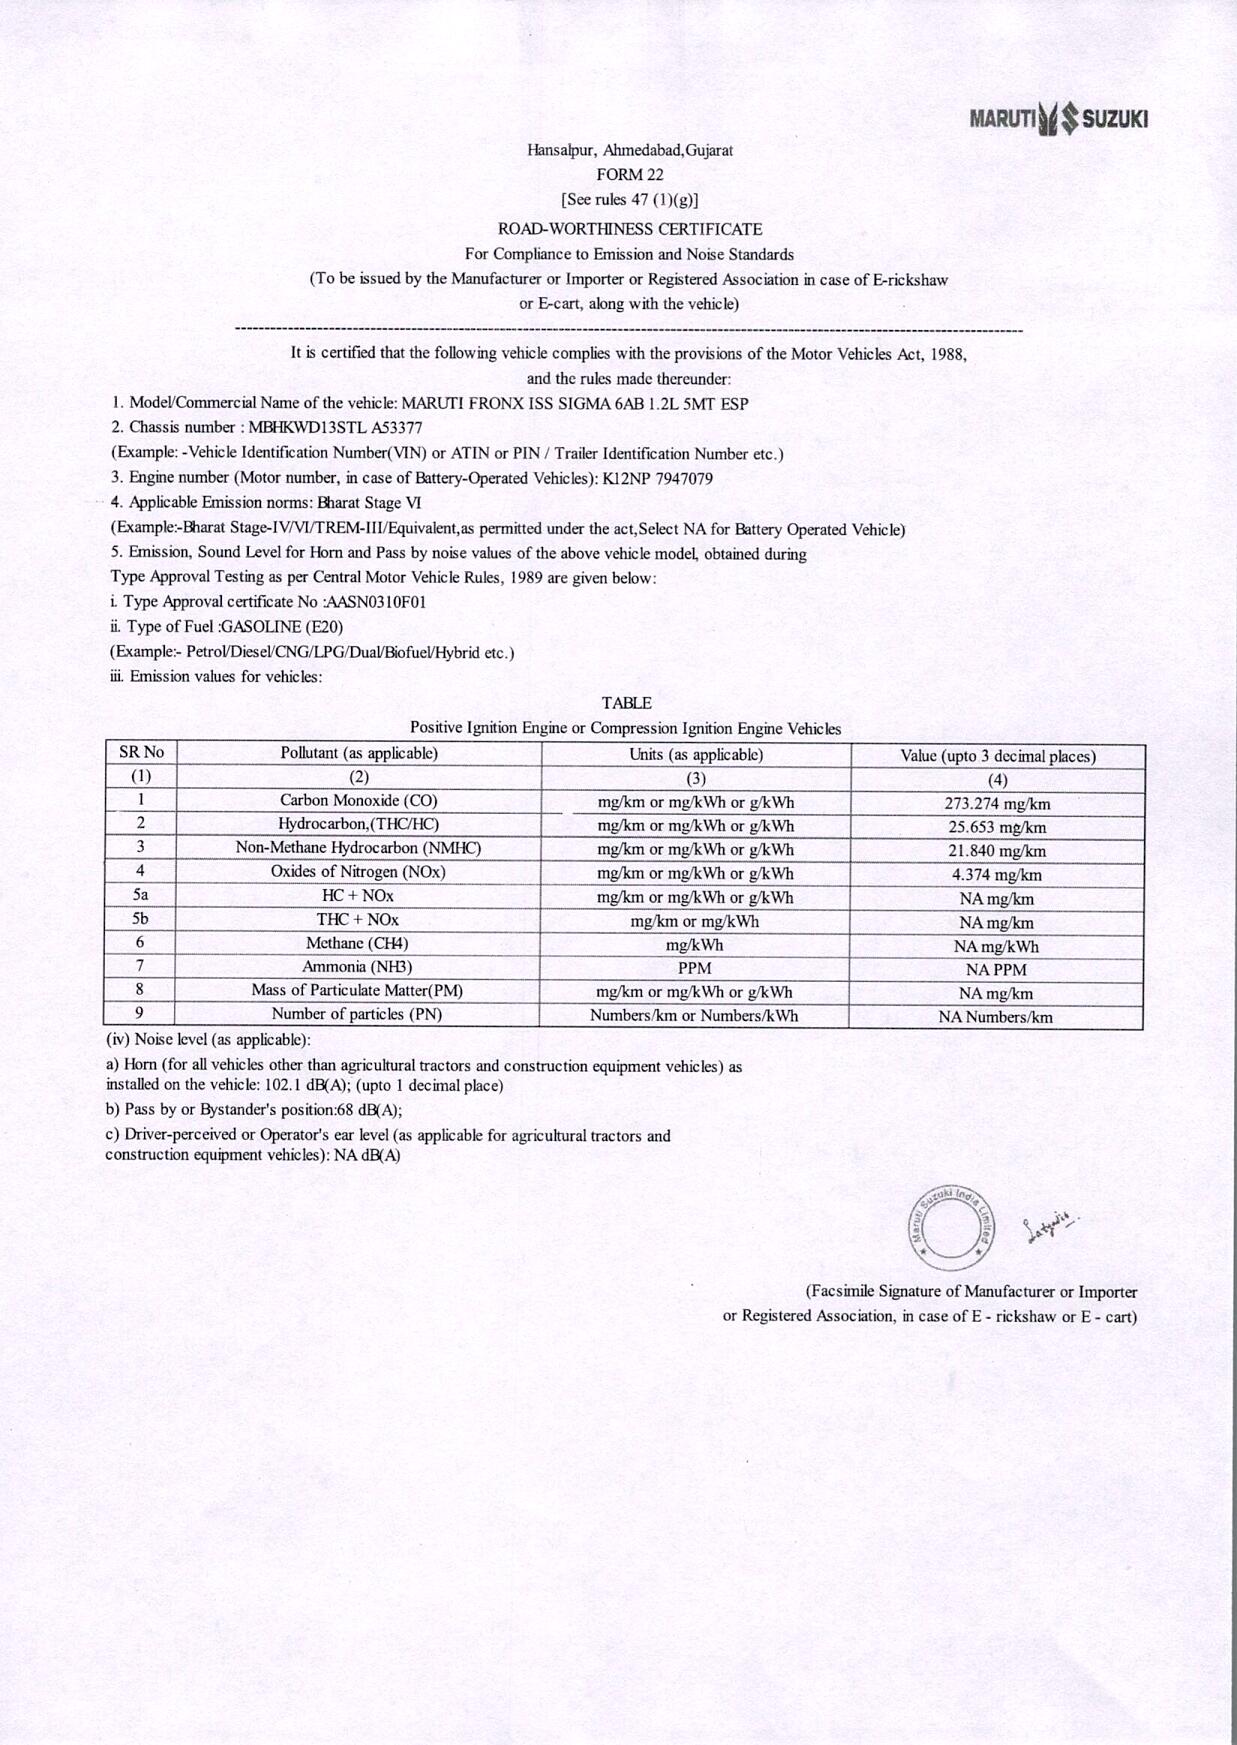 MARUTI SUZUKI
Hansalpur, Ahmedabad,Gujarat
FORM 22
[See rules 47 (1)(g)]
ROAD-WORTHINESS CERTIFICATE
For Compliance to Emission and Noise Standards
(To be issued by the Manufacturer or Importer or Registered Association in case of E-rickshaw
or E-cart, along with the vehicle)
It is certified that the following vehicle complies with the provisions of the Motor Vehicles Act, 1988,
and the rules made thereunder:
1. Model/Commercial Name of the vehicle: MARUTI FRONX ISS SIGMA 6AB 1.2L 5MT ESP
2. Chassis number : MBHKWD13STL A53377
(Example: -Vehicle Identification Number(VIN) or ATIN or PIN / Trailer Identification Number etc.)
3. Engine number (Motor number, in case of Battery-Operated Vehicles): K12NP 7947079
4. Applicable Emission norms: Bharat Stage VI
(Example:-Bharat Stage-IV/VI/TREM-III/Equivalent,as permitted under the act,Select NA for Battery Operated Vehicle)
5. Emission, Sound Level for Horn and Pass by noise values of the above vehicle model, obtained during
Type Approval Testing as per Central Motor Vehicle Rules, 1989 are given below:
i. Type Approval certificate No :AASN0310F01
ii. Type of Fuel :GASOLINE (E20)
(Example:- Petrol/Diesel/CNG/LPG/Dual/Biofuel/Hybrid etc.)
iii. Emission values for vehicles:
TABLE
Positive Ignition Engine or Compression Ignition Engine Vehicles
SR No Pollutant (as applicable) Units (as applicable) Value (upto 3 decimal places)
(1) (2) (3) (4)
1 Carbon Monoxide (CO) mg/km or mg/kWh or g/kWh 273.274 mg/km
2 Hydrocarbon,(THC/HC) mg/km or mg/kWh or g/kWh 25.653 mg/km
3 Non-Methane Hydrocarbon (NMHC) mg/km or mg/kWh or g/kWh 21.840 mg/km
4 Oxides of Nitrogen (NOx) mg/km or mg/kWh or g/kWh 4.374 mg/km
5a HC + NOx mg/km or mg/kWh or g/kWh NA mg/km
5b THC + NOx mg/km or mg/kWh NA mg/km
6 Methane (CH4) mg/kWh NA mg/kWh
7 Ammonia (NH3) PPM NA PPM
8 Mass of Particulate Matter(PM) mg/km or mg/kWh or g/kWh NA mg/km
9 Number of particles (PN) Numbers/km or Numbers/kWh NA Numbers/km
(iv) Noise level (as applicable):
a) Horn (for all vehicles other than agricultural tractors and construction equipment vehicles) as
installed on the vehicle: 102.1 dB(A); (upto 1 decimal place)
b) Pass by or Bystander's position:68 dB(A);
c) Driver-perceived or Operator's ear level (as applicable for agricultural tractors and
construction equipment vehicles): NA dB(A)
Maruti Suzuki India Limited
(Facsimile Signature of Manufacturer or Importer
or Registered Association, in case of E - rickshaw or E - cart)